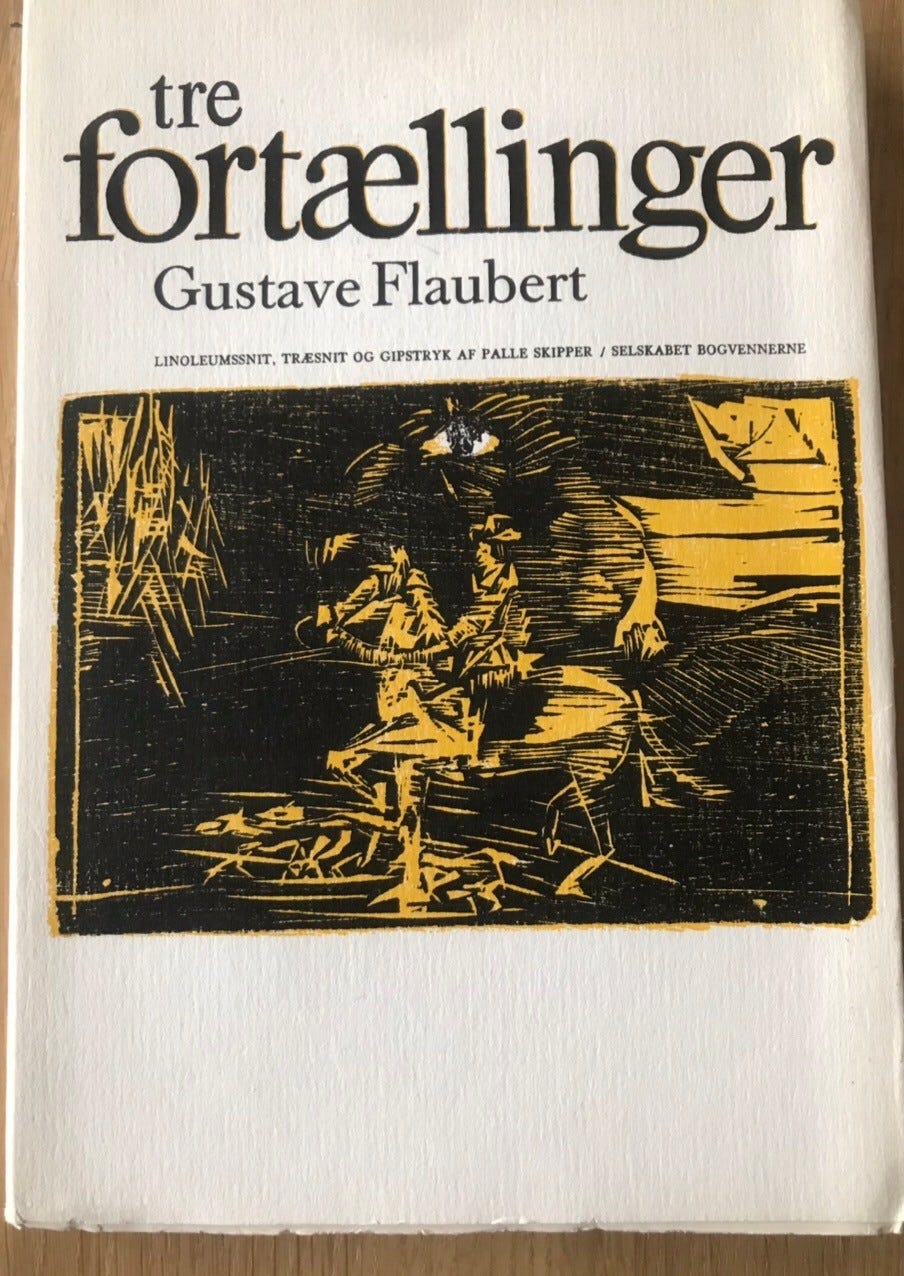 tre
fortællinger
Gustave Flaubert
LINOLEUMSSNIT, TRÆSNIT OG GIPSTRYK AF PALLE SKIPPER / SELSKABET BOGVENNERNE